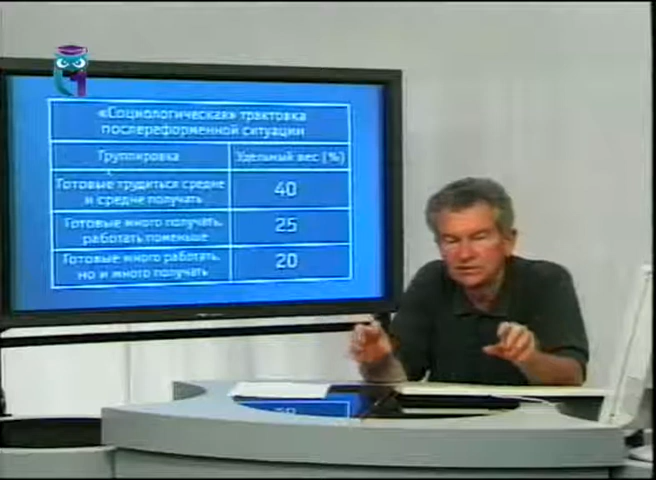 «Социологическая» трактовка
послереформенной ситуации
Группировка
Удельный вес (%)
Готовые трудиться средне
и средне получать
40
Готовые много получать,
работать поменьше
25
Готовые много работать,
но и много получать
20